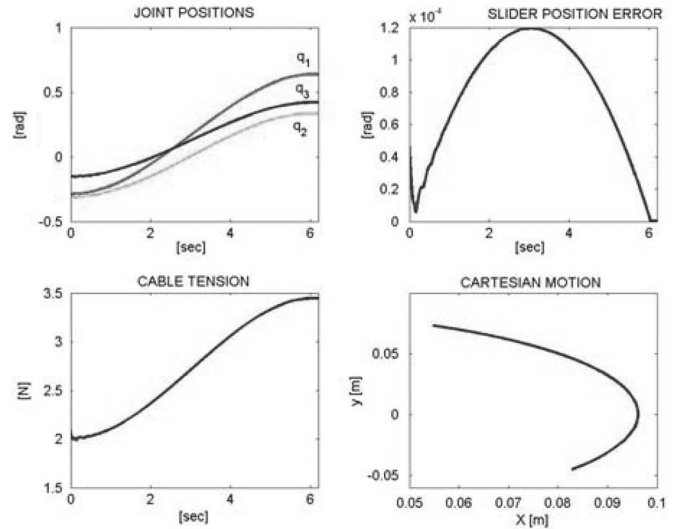 JOINT POSITIONS
1
0.5
0
-0.5
[rad]
q1
q3
q2
0
2
4
6
[sec]
x 10⁻⁴
SLIDER POSITION ERROR
1.2
1
0.8
0.6
0.4
0.2
0
[rad]
0
2
4
6
[sec]
CABLE TENSION
3.5
3
2.5
2
1.5
[N]
0
2
4
6
[sec]
CARTESIAN MOTION
0.05
0
-0.05
y [m]
0.05
0.06
0.07
0.08
0.09
0.1
X [m]